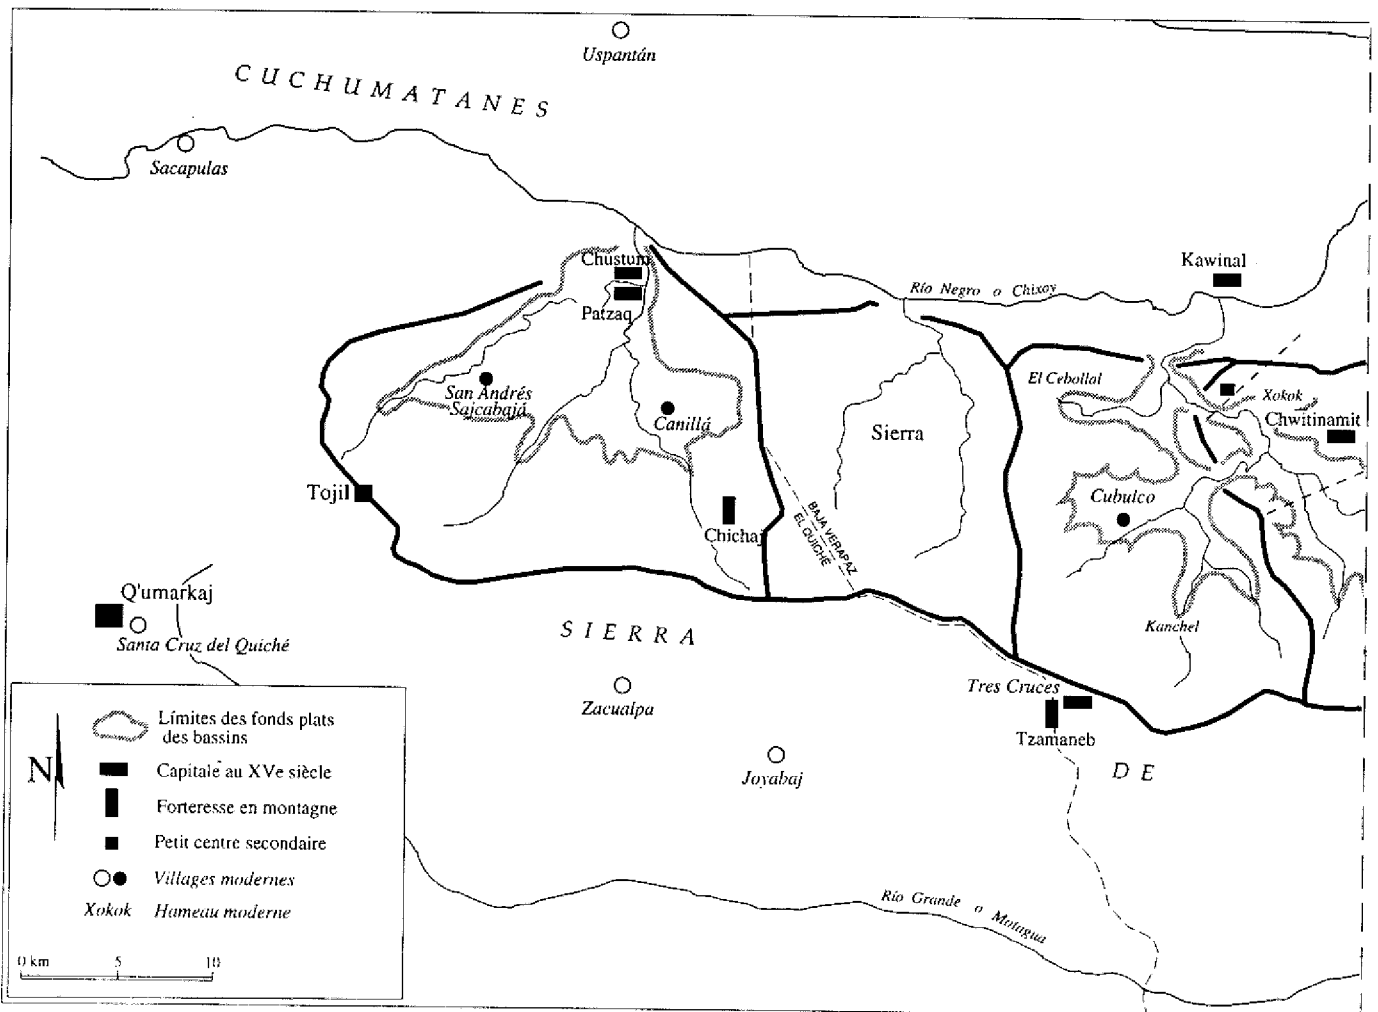 Uspantán
CUCHUMATANES
Sacapulas
Chustum
Patzaq
Kawinal
Río Negro o Chixoy
San Andrés
Sajcabajá
Canillá
El Cebollal
Xokok
Chwitinamit
Sierra
Cubulco
Tojil
Chichaj
BAJA VERAPAZ
EL QUICHÉ
Q'umarkaj
Santa Cruz del Quiché
SIERRA
Kanchel
Zacualpa
Tres Cruces
Tzamaneb
Joyabaj
DE
Río Grande o Motagua
N
Límites des fonds plats
des bassins
Capitale au XVe siècle
Forteresse en montagne
Petit centre secondaire
Villages modernes
Xokok Hameau moderne
0 km 5 10